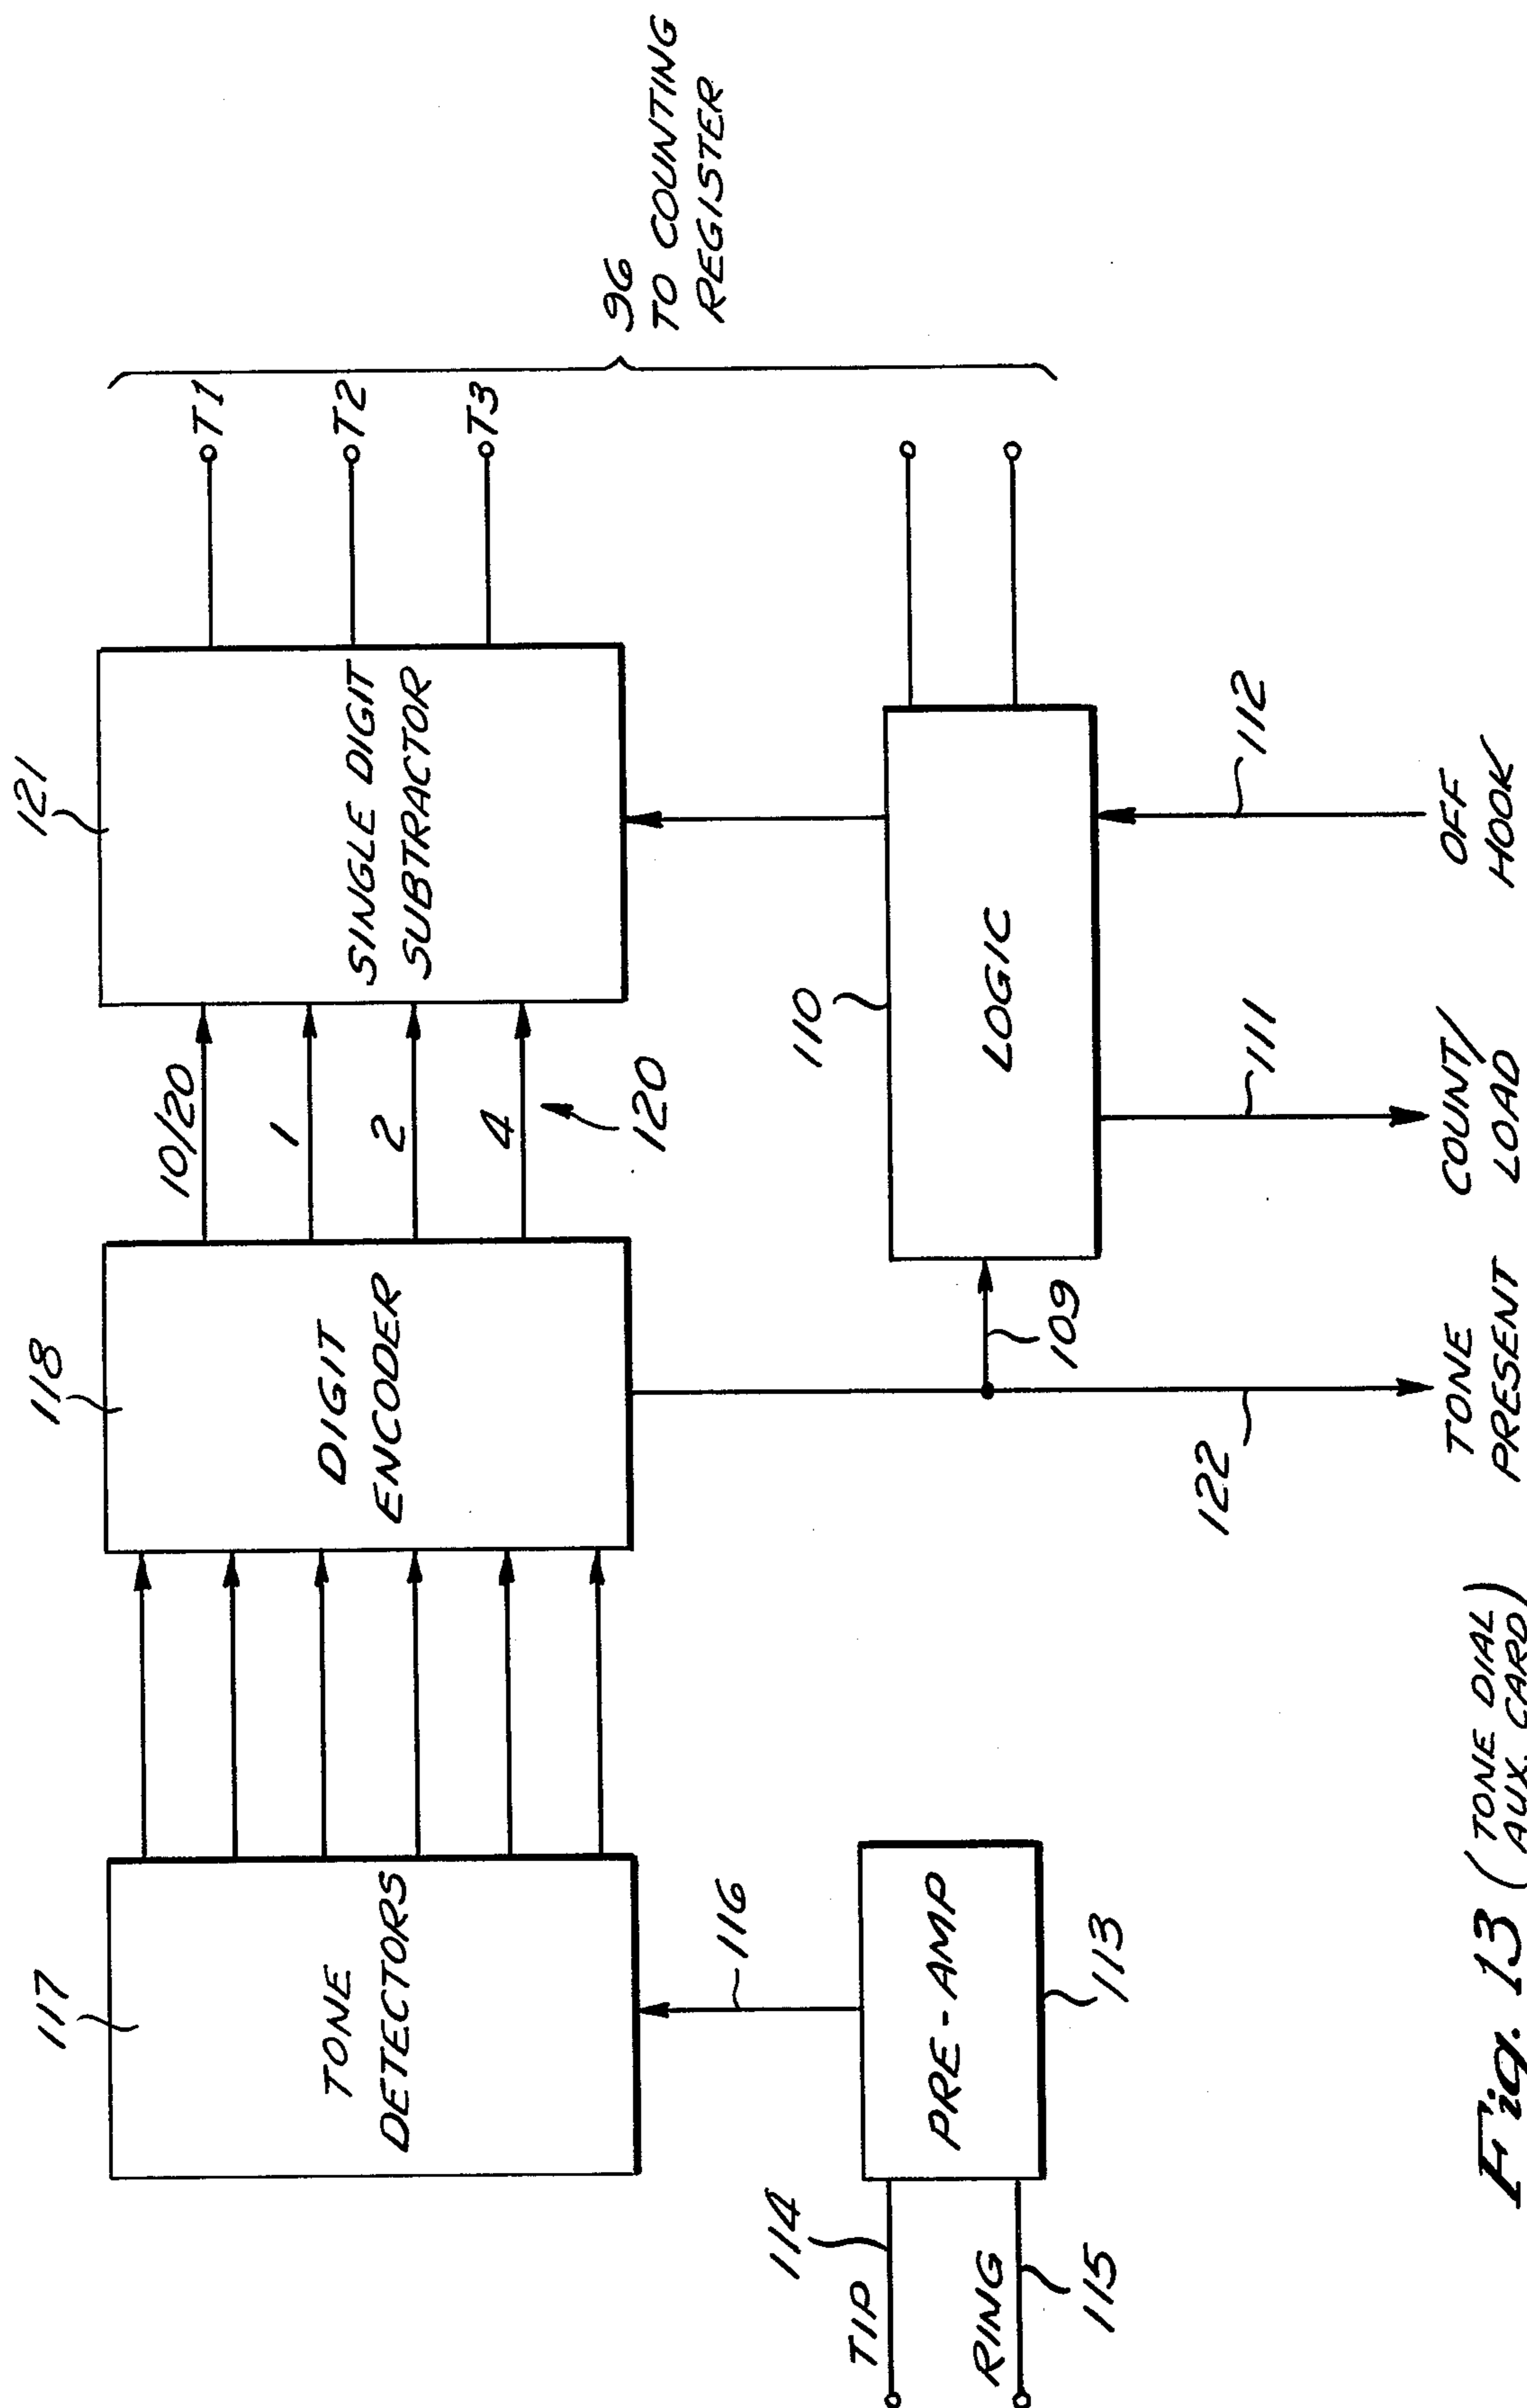 117
118
121
TONE
DETECTORS
DIGIT
ENCODER
10/20
1
2
4
120
SINGLE DIGIT
SUBTRACTOR
T1
T2
T3
96
TO COUNTING
REGISTER
116
TIP
114
RING
115
PRE-AMP
113
109
110
LOGIC
122
TONE
PRESENT
111
COUNT/
LOAD
112
OFF
HOOK
Fig. 13 (TONE DIAL
AUX. CARD)